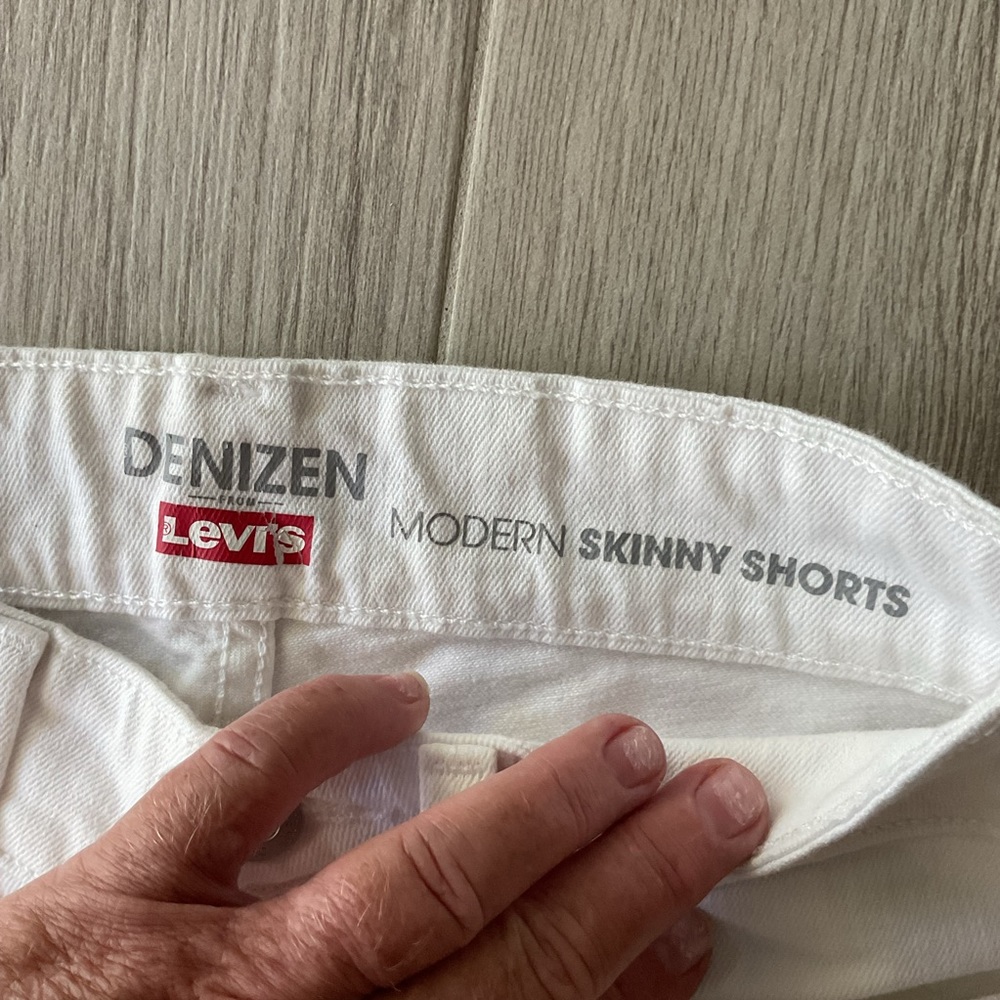 DENIZEN
FROM
Levi's®
MODERN SKINNY SHORTS